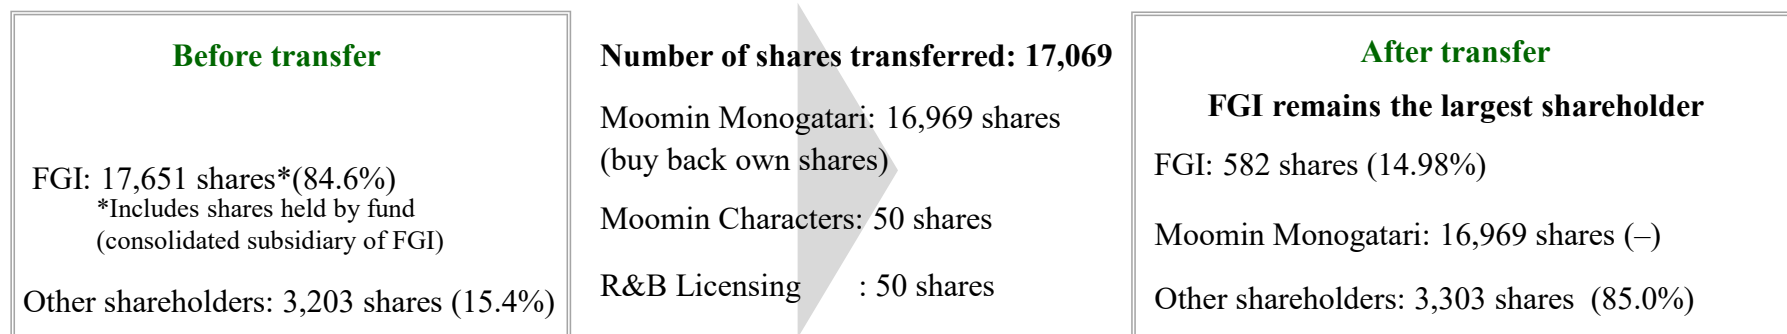 Before transfer
FGI: 17,651 shares*(84.6%)
*Includes shares held by fund
(consolidated subsidiary of FGI)
Other shareholders: 3,203 shares (15.4%)
Number of shares transferred: 17,069
Moomin Monogatari: 16,969 shares
(buy back own shares)
Moomin Characters: 50 shares
R&B Licensing : 50 shares
After transfer
FGI remains the largest shareholder
FGI: 582 shares (14.98%)
Moomin Monogatari: 16,969 shares (–)
Other shareholders: 3,303 shares (85.0%)